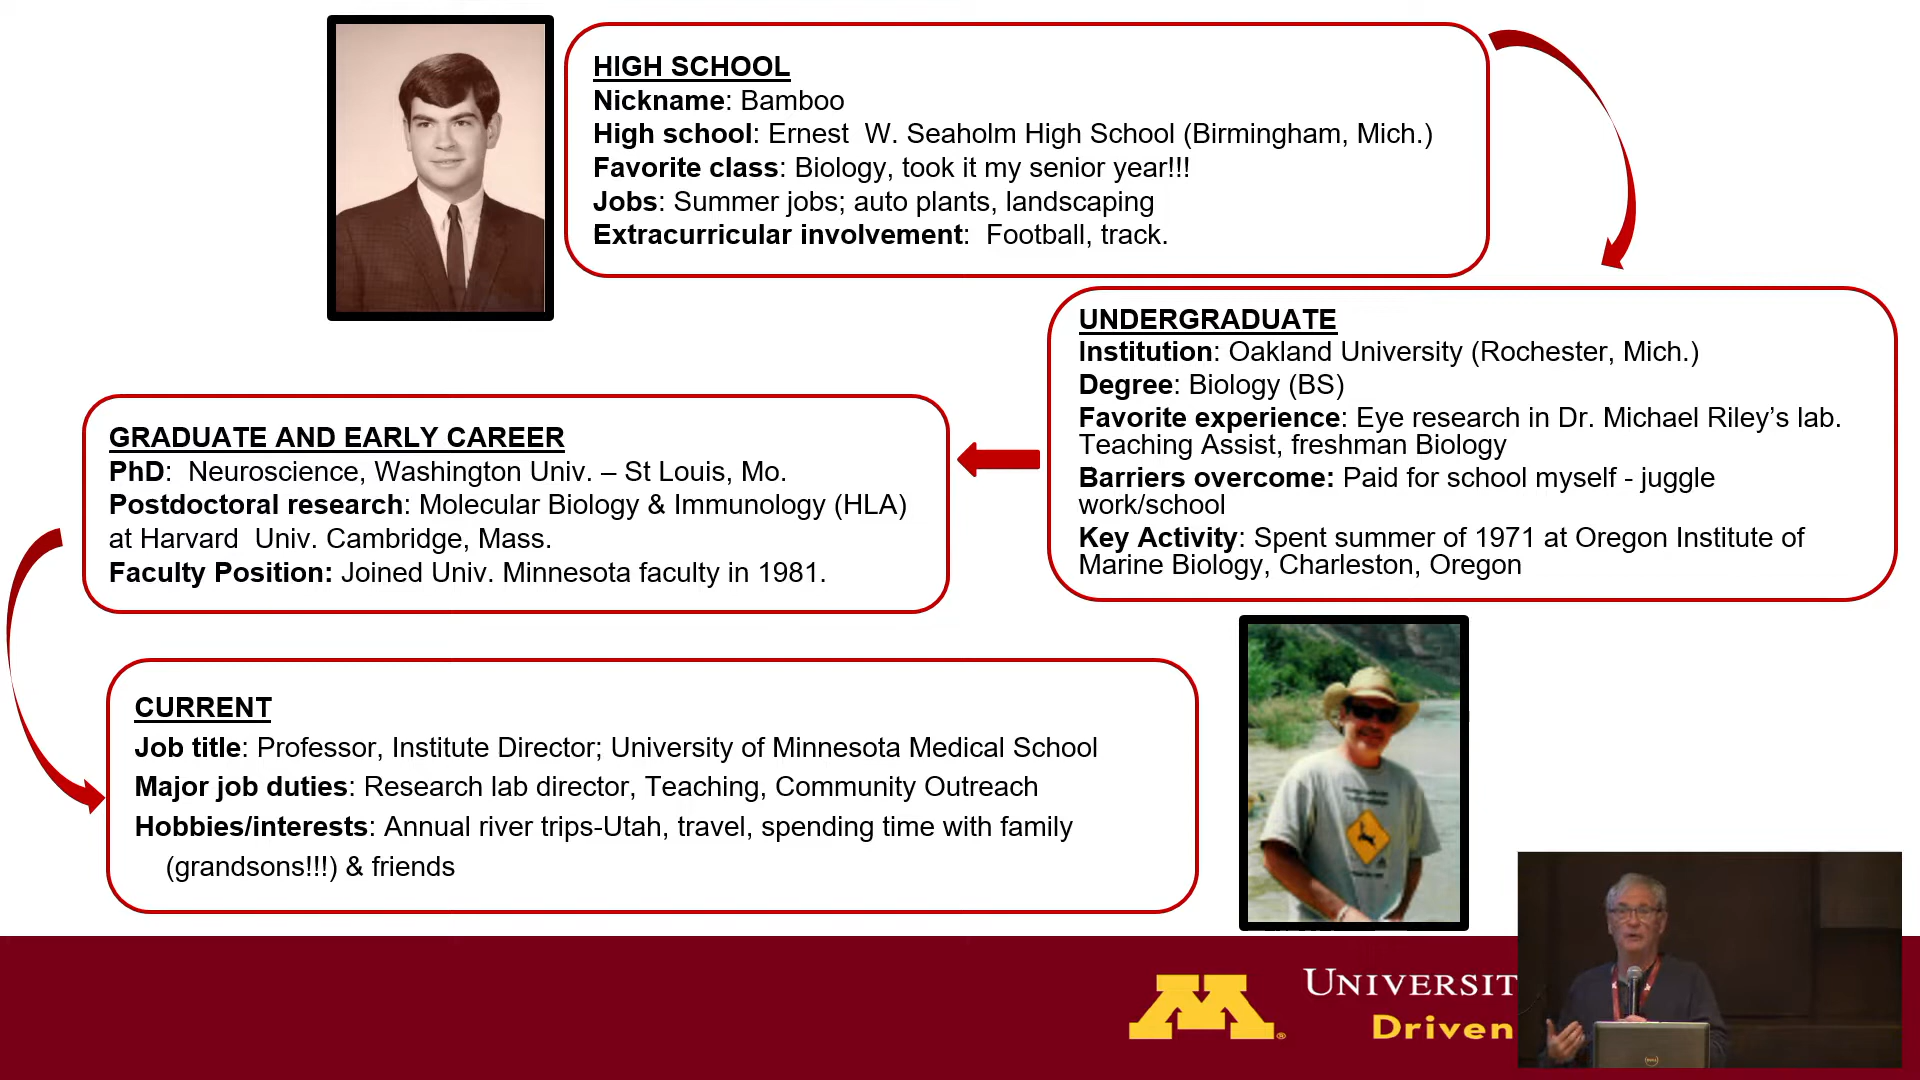 HIGH SCHOOL
Nickname: Bamboo
High school: Ernest  W. Seaholm High School (Birmingham, Mich.)
Favorite class: Biology, took it my senior year!!!
Jobs: Summer jobs; auto plants, landscaping
Extracurricular involvement:  Football, track.
UNDERGRADUATE
Institution: Oakland University (Rochester, Mich.)
Degree: Biology (BS)
Favorite experience: Eye research in Dr. Michael Riley’s lab.
Teaching Assist, freshman Biology
Barriers overcome: Paid for school myself - juggle
work/school
Key Activity: Spent summer of 1971 at Oregon Institute of
Marine Biology, Charleston, Oregon
GRADUATE AND EARLY CAREER
PhD:  Neuroscience, Washington Univ. – St Louis, Mo.
Postdoctoral research: Molecular Biology & Immunology (HLA)
at Harvard  Univ. Cambridge, Mass.
Faculty Position: Joined Univ. Minnesota faculty in 1981.
CURRENT
Job title: Professor, Institute Director; University of Minnesota Medical School
Major job duties: Research lab director, Teaching, Community Outreach
Hobbies/interests: Annual river trips-Utah, travel, spending time with family
(grandsons!!!) & friends
M®
UNIVERSIT
Driven
DELL